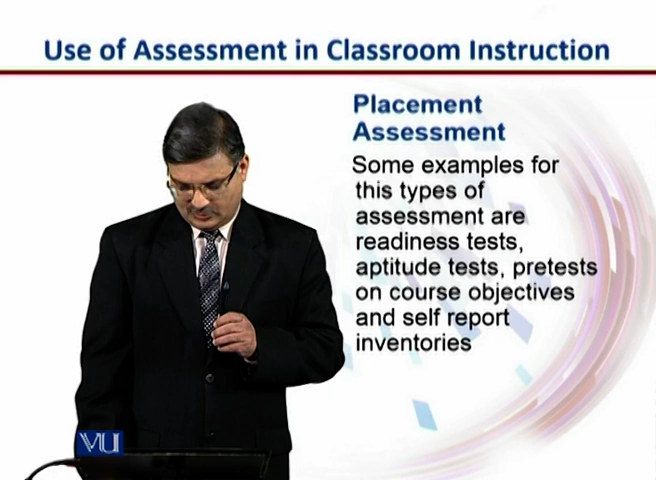 Use of Assessment in Classroom Instruction
Placement
Assessment
Some examples for
this types of
assessment are
readiness tests,
aptitude tests, pretests
on course objectives
and self report
inventories
VU